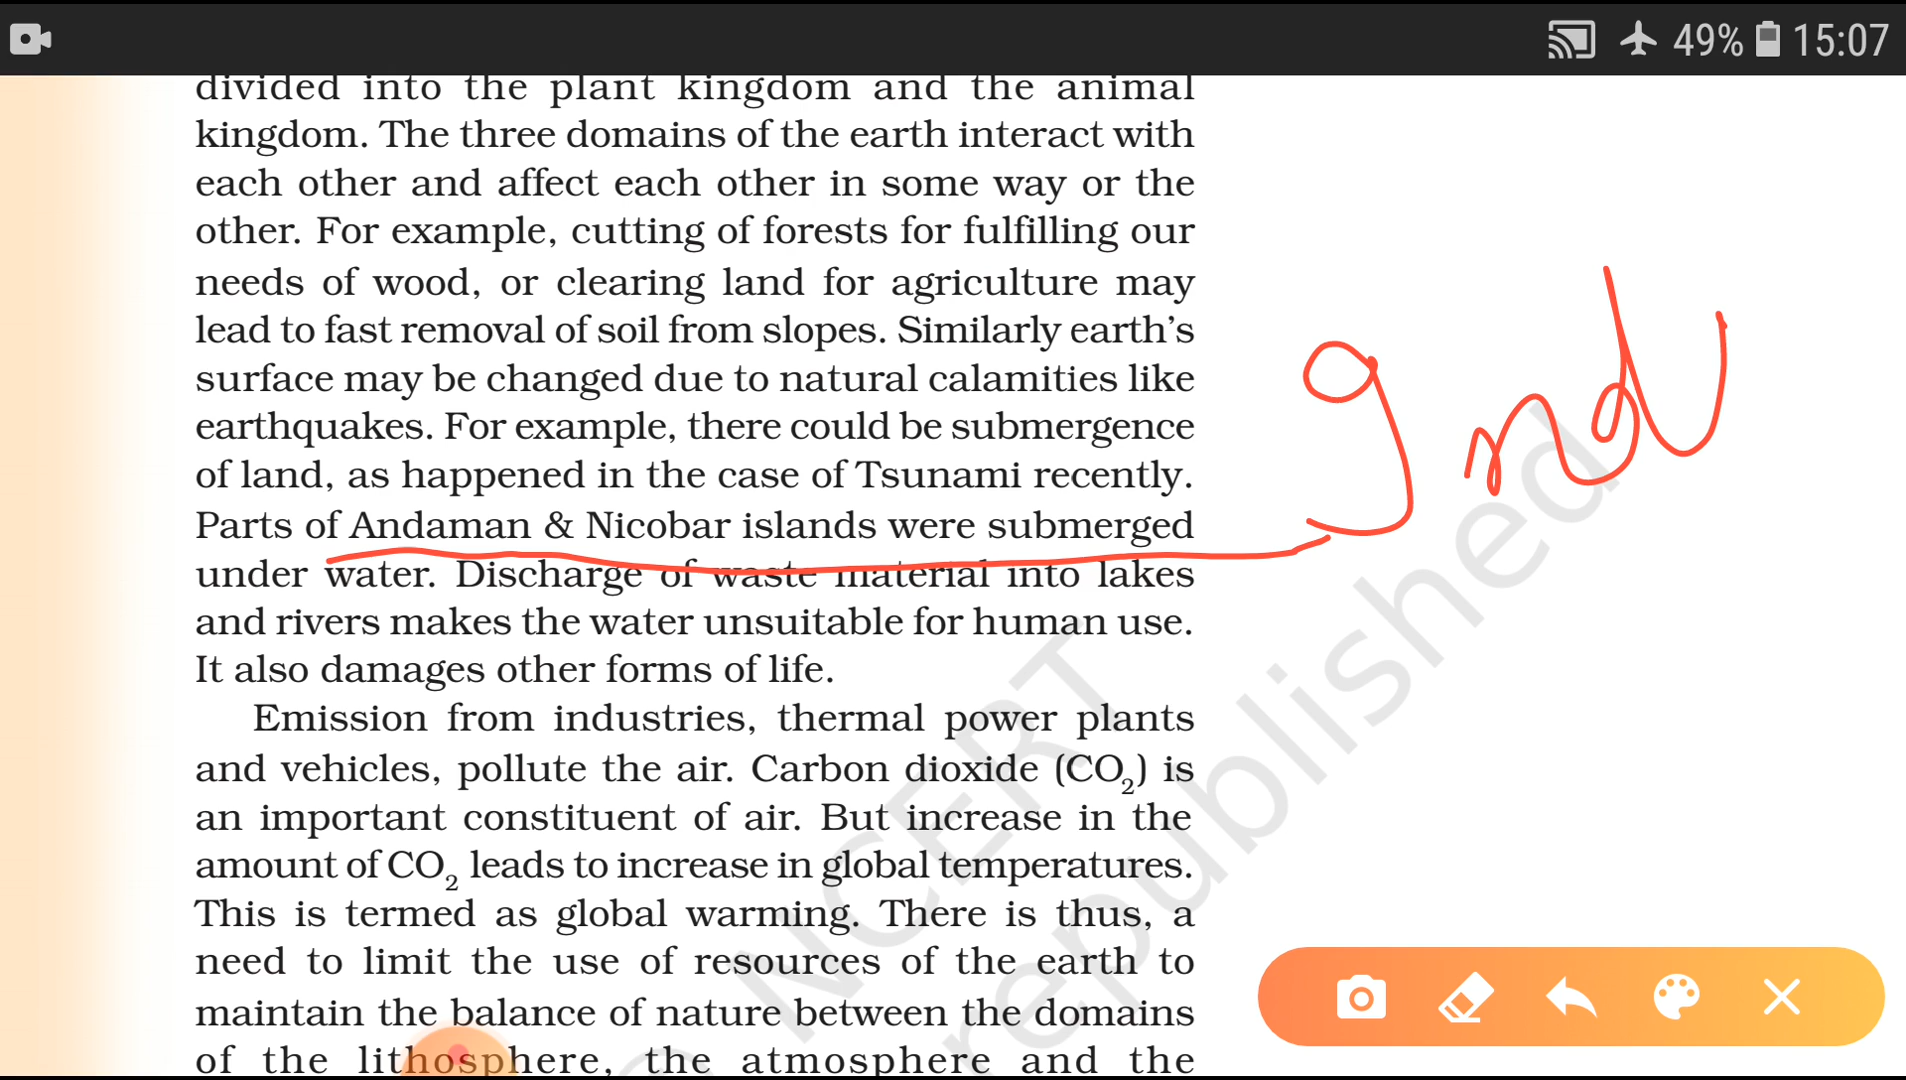 49% 15:07
divided into the plant kingdom and the animal
kingdom. The three domains of the earth interact with
each other and affect each other in some way or the
other. For example, cutting of forests for fulfilling our
needs of wood, or clearing land for agriculture may
lead to fast removal of soil from slopes. Similarly earth’s
surface may be changed due to natural calamities like
earthquakes. For example, there could be submergence
of land, as happened in the case of Tsunami recently.
Parts of Andaman & Nicobar islands were submerged
under water. Discharge of waste material into lakes
and rivers makes the water unsuitable for human use.
It also damages other forms of life.
Emission from industries, thermal power plants
and vehicles, pollute the air. Carbon dioxide (CO₂) is
an important constituent of air. But increase in the
amount of CO₂ leads to increase in global temperatures.
This is termed as global warming. There is thus, a
need to limit the use of resources of the earth to
maintain the balance of nature between the domains
of the lithosphere, the atmosphere and the
© NCERT
republished